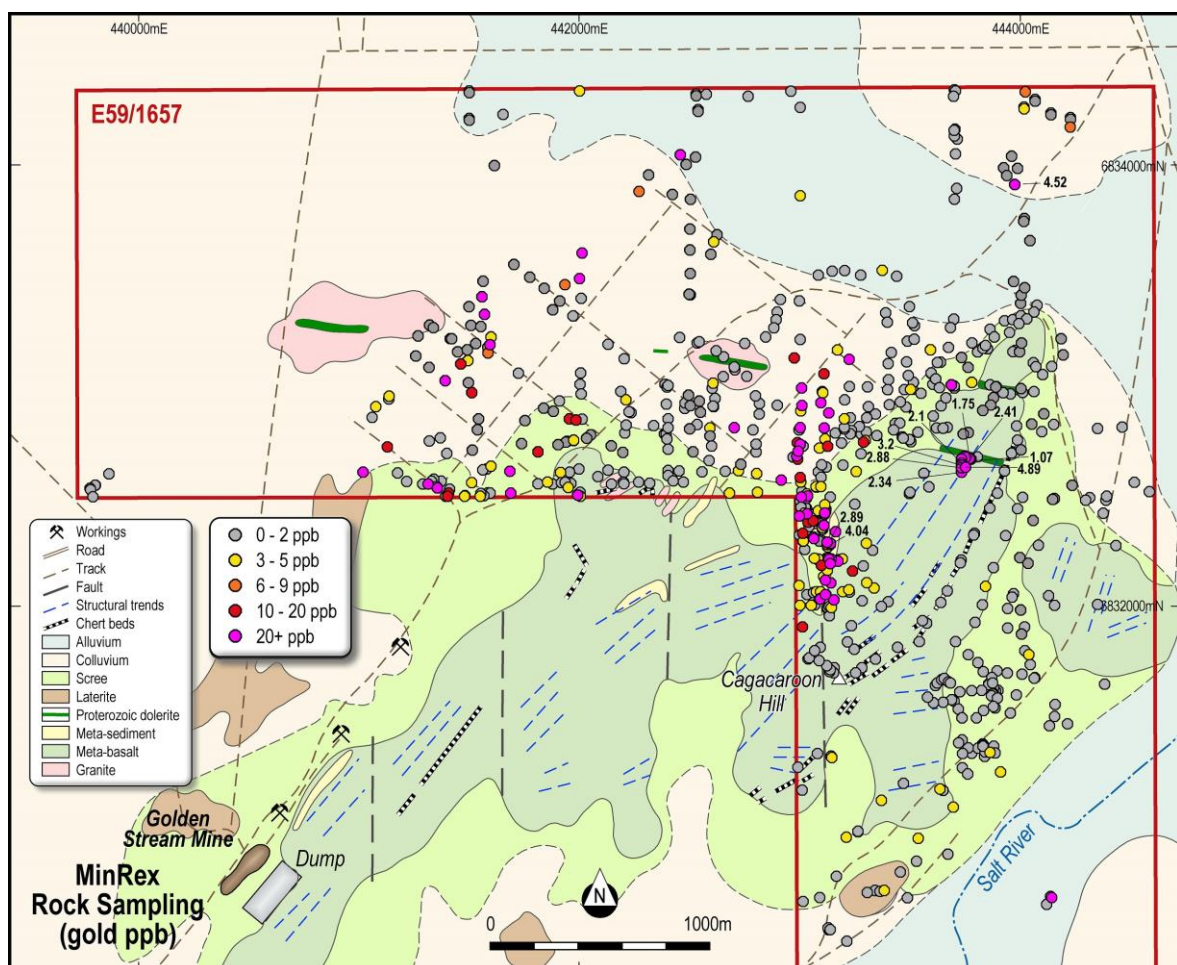 440000mE
442000mE
444000mE
E59/1657
6834000mN
4.52
1.75
2.1
2.41
3.2
2.88
1.07
4.89
2.34
2.89
4.04
6832000mN
Workings
Road
Track
Fault
Structural trends
Chert beds
Alluvium
Colluvium
Scree
Laterite
Proterozoic dolerite
Meta-sediment
Meta-basalt
Granite
0 - 2 ppb
3 - 5 ppb
6 - 9 ppb
10 - 20 ppb
20+ ppb
Cagacaroon
Hill
Golden
Stream Mine
Dump
Salt River
MinRex
Rock Sampling
(gold ppb)
N
0
1000m